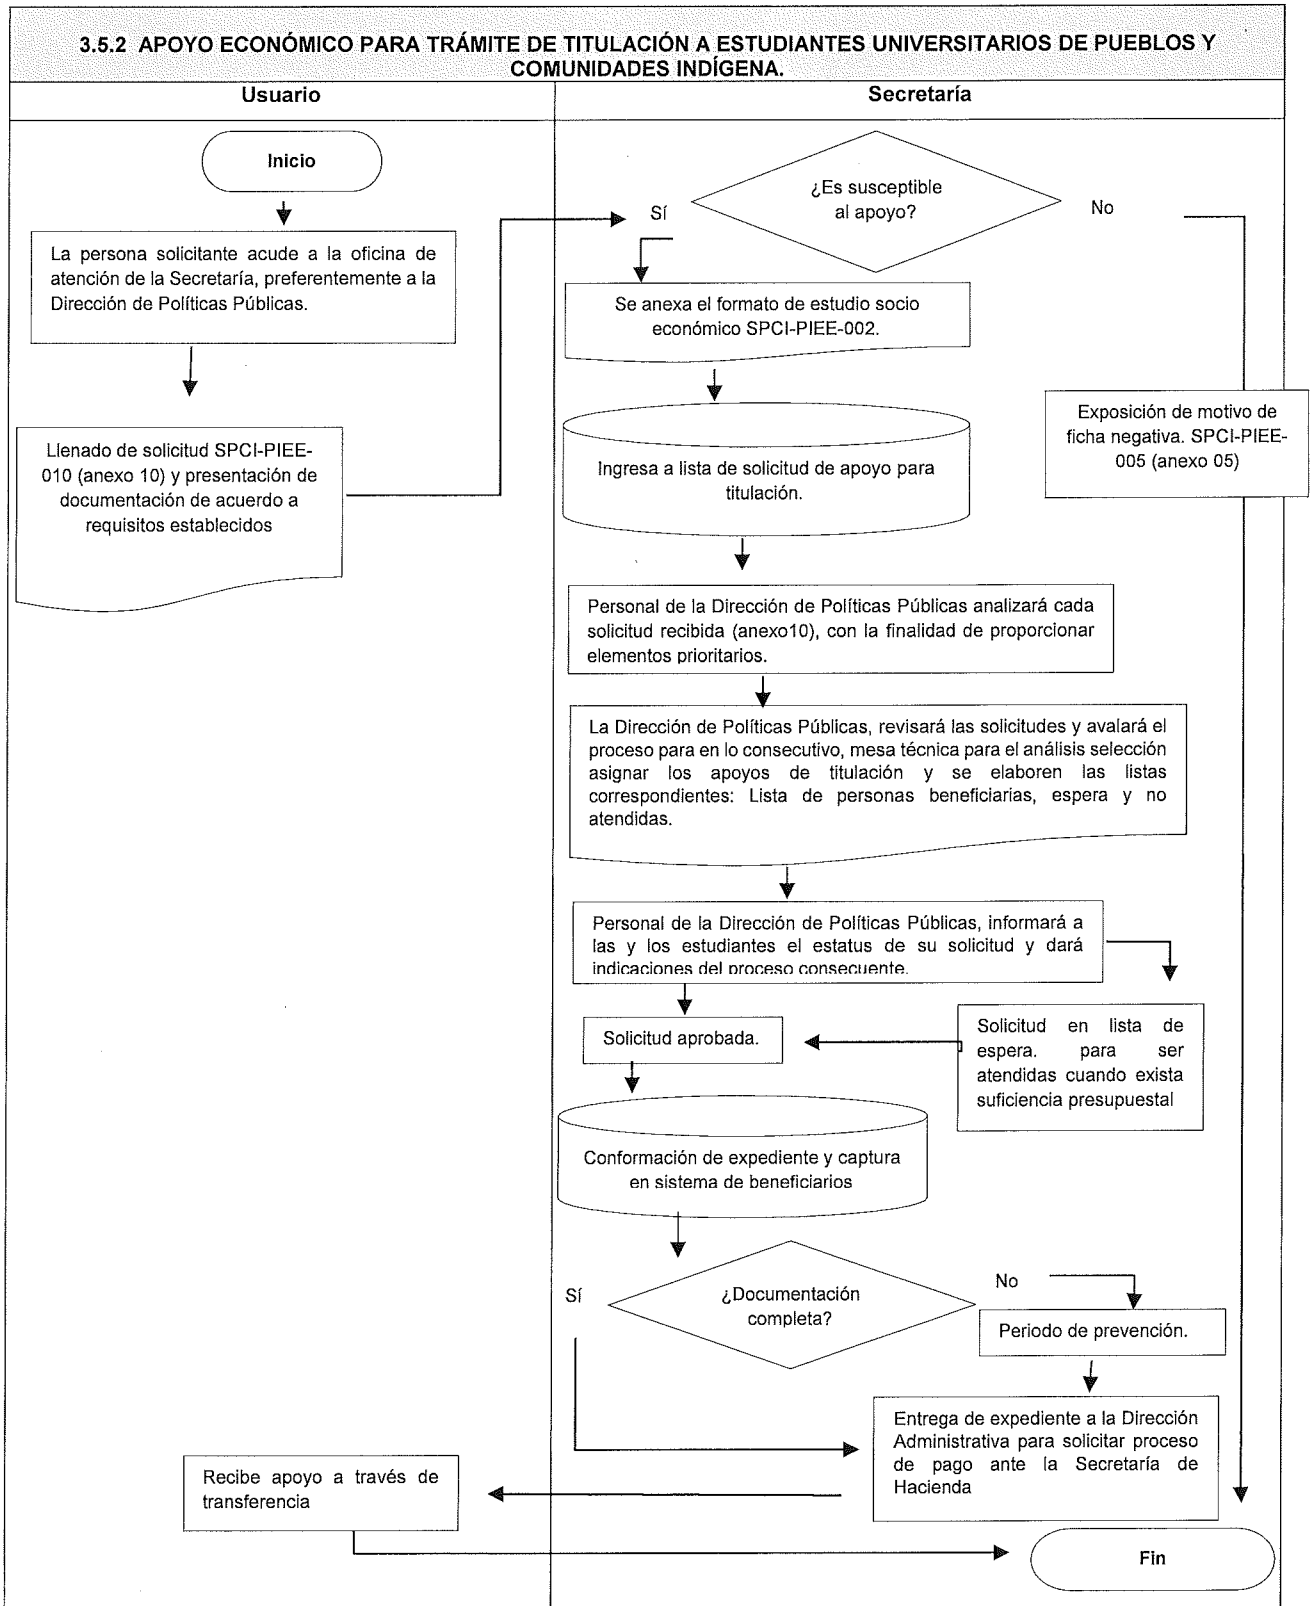 3.5.2 APOYO ECONÓMICO PARA TRÁMITE DE TITULACIÓN A ESTUDIANTES UNIVERSITARIOS DE PUEBLOS Y
COMUNIDADES INDÍGENA.
Usuario
Secretaría
Inicio
La persona solicitante acude a la oficina de
atención de la Secretaría, preferentemente a la
Dirección de Políticas Públicas.
Llenado de solicitud SPCI-PIEE-
010 (anexo 10) y presentación de
documentación de acuerdo a
requisitos establecidos
¿Es susceptible
al apoyo?
Sí
No
Se anexa el formato de estudio socio
económico SPCI-PIEE-002.
Exposición de motivo de
ficha negativa. SPCI-PIEE-
005 (anexo 05)
Ingresa a lista de solicitud de apoyo para
titulación.
Personal de la Dirección de Políticas Públicas analizará cada
solicitud recibida (anexo10), con la finalidad de proporcionar
elementos prioritarios.
La Dirección de Políticas Públicas, revisará las solicitudes y avalará el
proceso para en lo consecutivo, mesa técnica para el análisis selección
asignar los apoyos de titulación y se elaboren las listas
correspondientes: Lista de personas beneficiarias, espera y no
atendidas.
Personal de la Dirección de Políticas Públicas, informará a
las y los estudiantes el estatus de su solicitud y dará
indicaciones del proceso consecuente.
Solicitud aprobada.
Solicitud en lista de
espera. para ser
atendidas cuando exista
suficiencia presupuestal
Conformación de expediente y captura
en sistema de beneficiarios
¿Documentación
completa?
Sí
No
Periodo de prevención.
Entrega de expediente a la Dirección
Administrativa para solicitar proceso
de pago ante la Secretaría de
Hacienda
Recibe apoyo a través de
transferencia
Fin